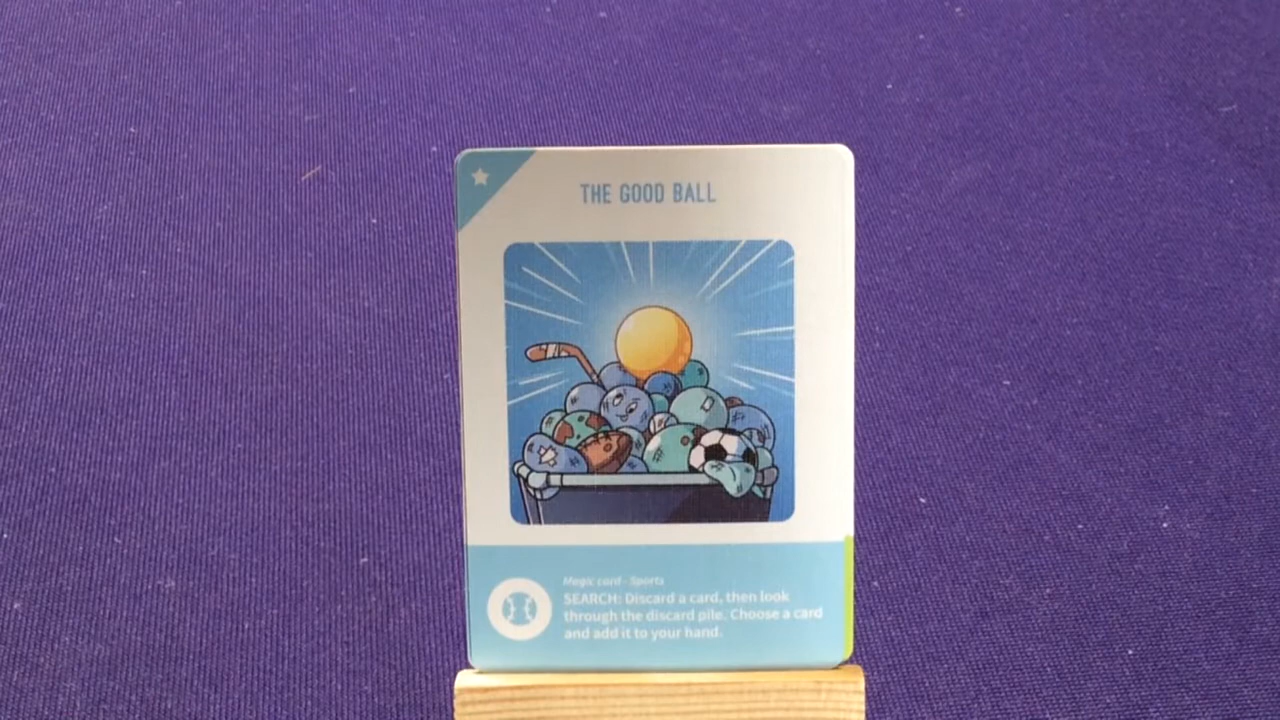 THE GOOD BALL
Magic card - Sports
SEARCH: Discard a card, then look
through the discard pile. Choose a card
and add it to your hand.